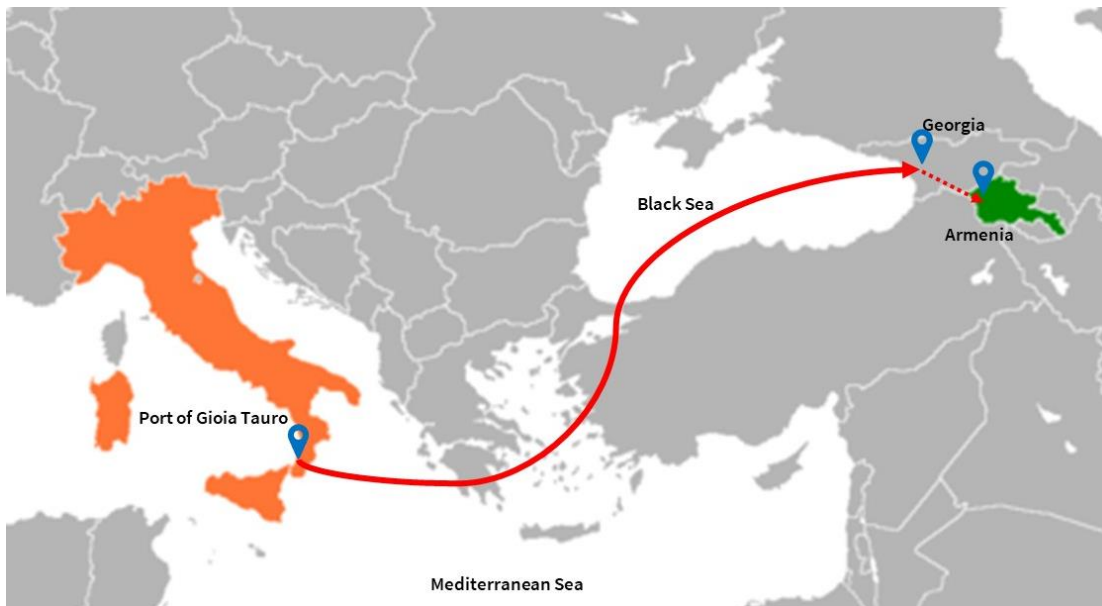 Georgia
Black Sea
Armenia
Port of Gioia Tauro
Mediterranean Sea